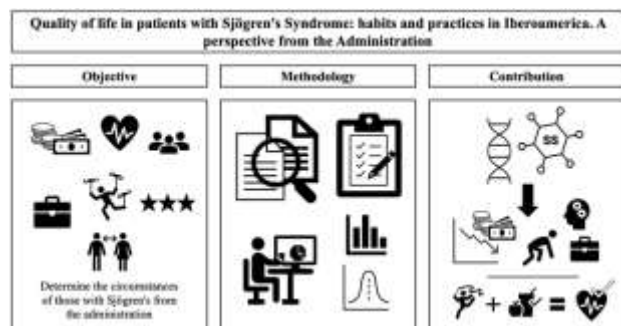 Quality of life in patients with Sjögren's Syndrome: habits and practices in Iberoamerica. A
perspective from the Administration
Objective
Methodology
Contribution
SS
Determine the circumstances
of those with Sjögren's from
the administration